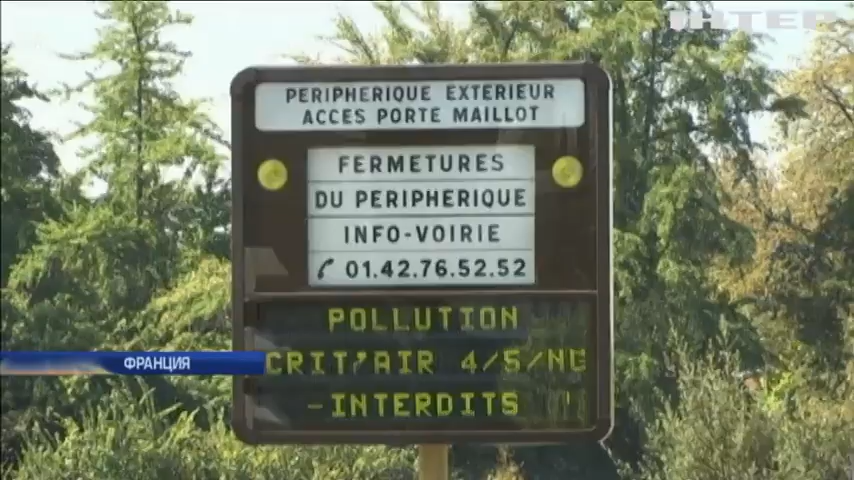 ІНТЕР
PERIPHERIQUE EXTERIEUR
ACCES PORTE MAILLOT
FERMETURES
DU PERIPHERIQUE
INFO-VOIRIE
01.42.76.52.52
POLLUTION
CRIT'AIR 4/5/NC
-INTERDITS
ФРАНЦИЯ